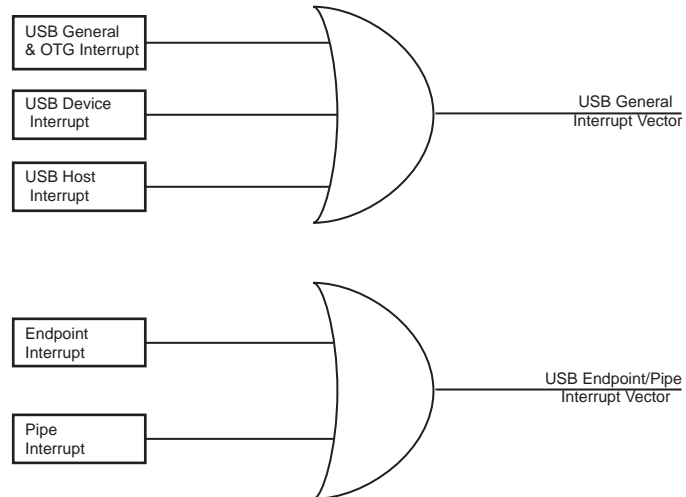 USB General
& OTG Interrupt
USB Device
Interrupt
USB Host
Interrupt
USB General
Interrupt Vector
Endpoint
Interrupt
Pipe
Interrupt
USB Endpoint/Pipe
Interrupt Vector